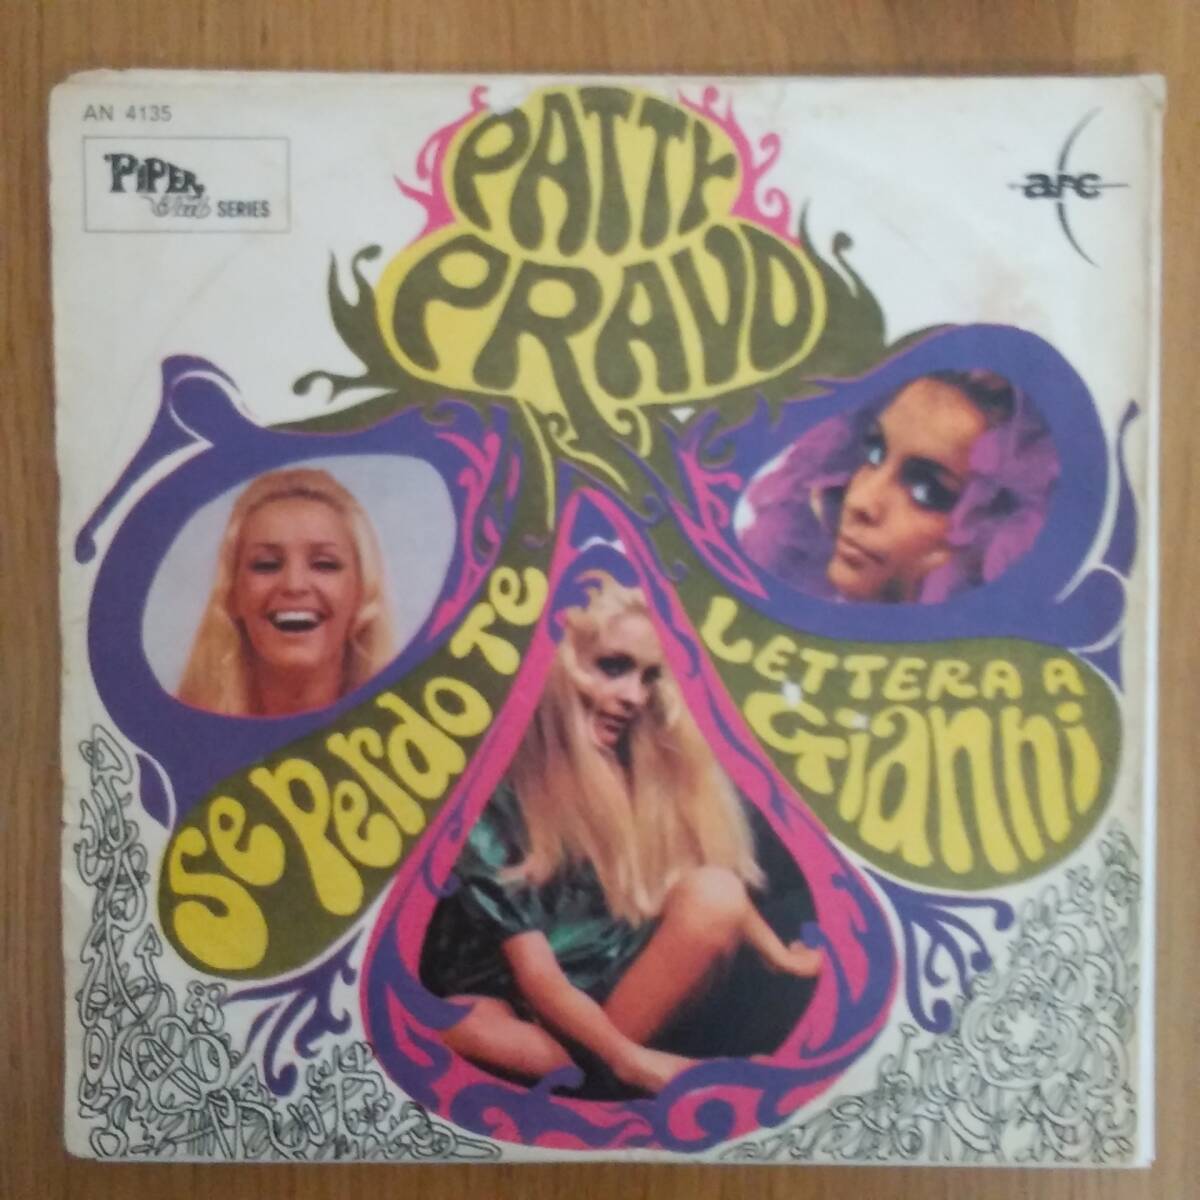 AN 4135
PIPER
Club SERIES
arc
PATTY
PRAVO
Se Perdo Te
LETTERA A
Gianni